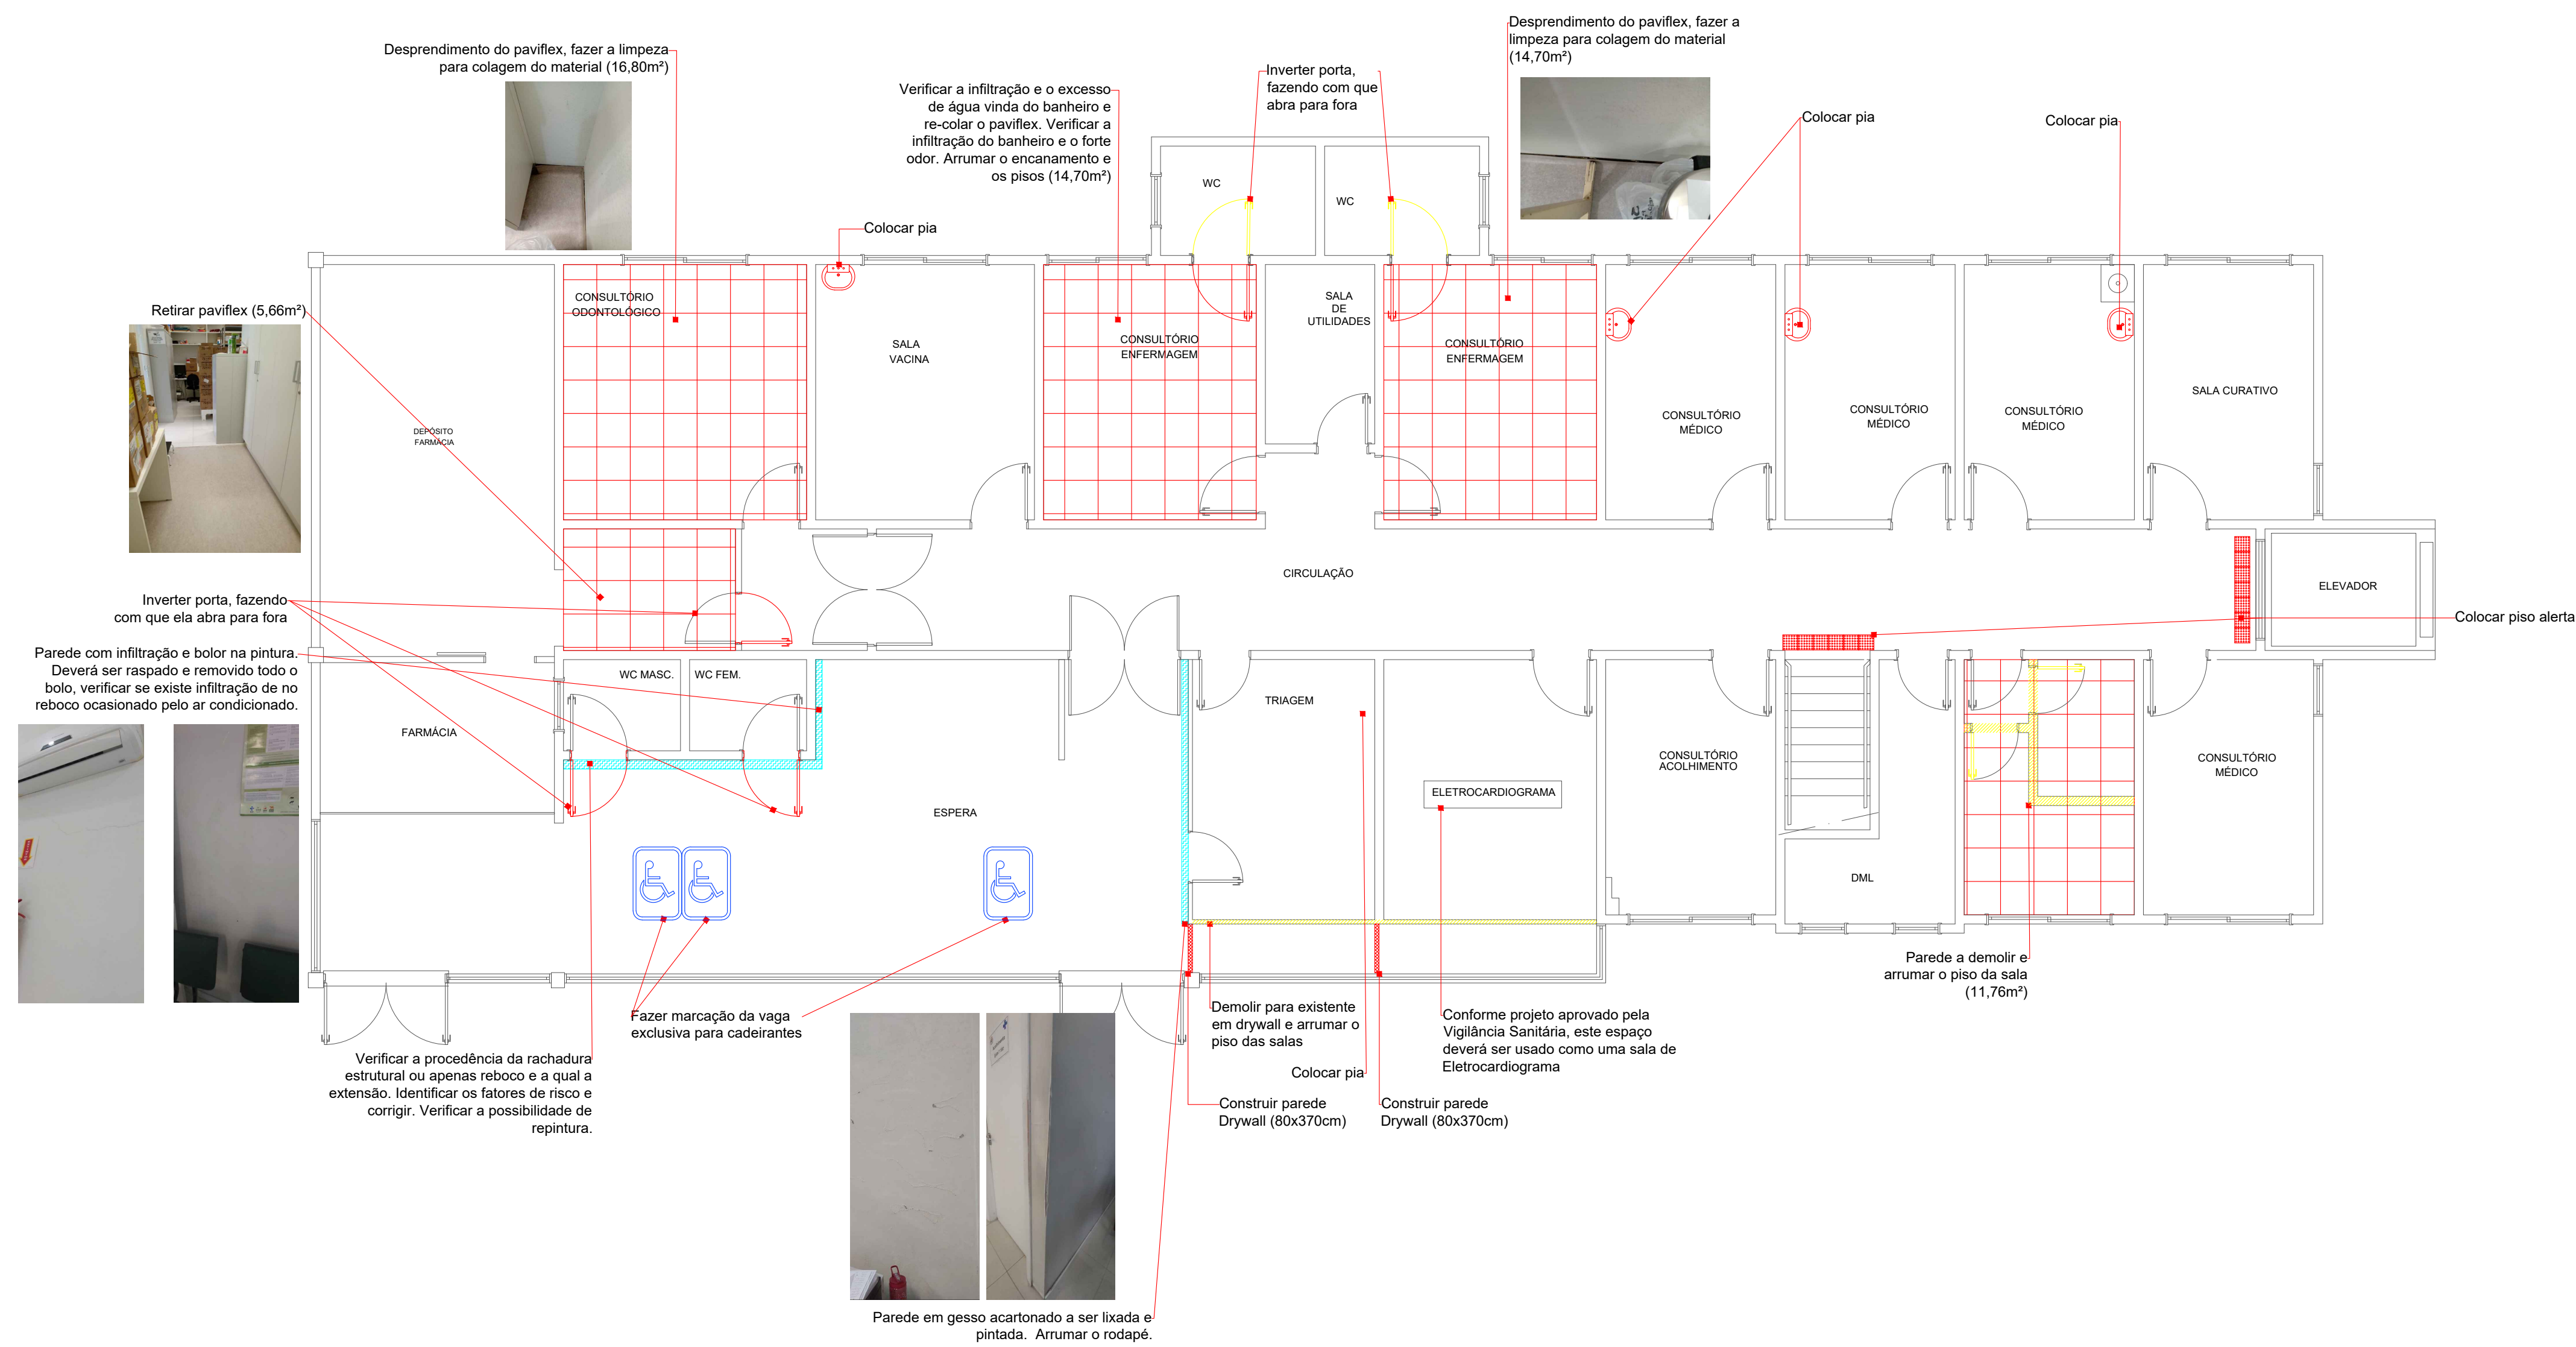 Desprendimento do paviflex, fazer a limpeza
para colagem do material (16,80m²)
Verificar a infiltração e o excesso
de água vinda do banheiro e
re-colar o paviflex. Verificar a
infiltração do banheiro e o forte
odor. Arrumar o encanamento e
os pisos (14,70m²)
Inverter porta,
fazendo com que
abra para fora
Desprendimento do paviflex, fazer a
limpeza para colagem do material
(14,70m²)
Colocar pia
Colocar pia
Colocar pia
WC
WC
Retirar paviflex (5,66m²)
CONSULTÓRIO
ODONTOLÓGICO
SALA
VACINA
CONSULTÓRIO
ENFERMAGEM
SALA
DE
UTILIDADES
CONSULTÓRIO
ENFERMAGEM
CONSULTÓRIO
MÉDICO
CONSULTÓRIO
MÉDICO
CONSULTÓRIO
MÉDICO
SALA CURATIVO
DEPÓSITO
FARMÁCIA
CIRCULAÇÃO
ELEVADOR
Colocar piso alerta
Inverter porta, fazendo
com que ela abra para fora
Parede com infiltração e bolor na pintura.
Deverá ser raspado e removido todo o
bolo, verificar se existe infiltração de no
reboco ocasionado pelo ar condicionado.
WC MASC.
WC FEM.
FARMÁCIA
ESPERA
TRIAGEM
ELETROCARDIOGRAMA
CONSULTÓRIO
ACOLHIMENTO
DML
CONSULTÓRIO
MÉDICO
Parede a demolir e
arrumar o piso da sala
(11,76m²)
Fazer marcação da vaga
exclusiva para cadeirantes
Verificar a procedência da rachadura
estrutural ou apenas reboco e a qual a
extensão. Identificar os fatores de risco e
corrigir. Verificar a possibilidade de
repintura.
Demolir para existente
em drywall e arrumar o
piso das salas
Colocar pia
Construir parede
Drywall (80x370cm)
Construir parede
Drywall (80x370cm)
Conforme projeto aprovado pela
Vigilância Sanitária, este espaço
deverá ser usado como uma sala de
Eletrocardiograma
Parede em gesso acartonado a ser lixada e
pintada. Arrumar o rodapé.